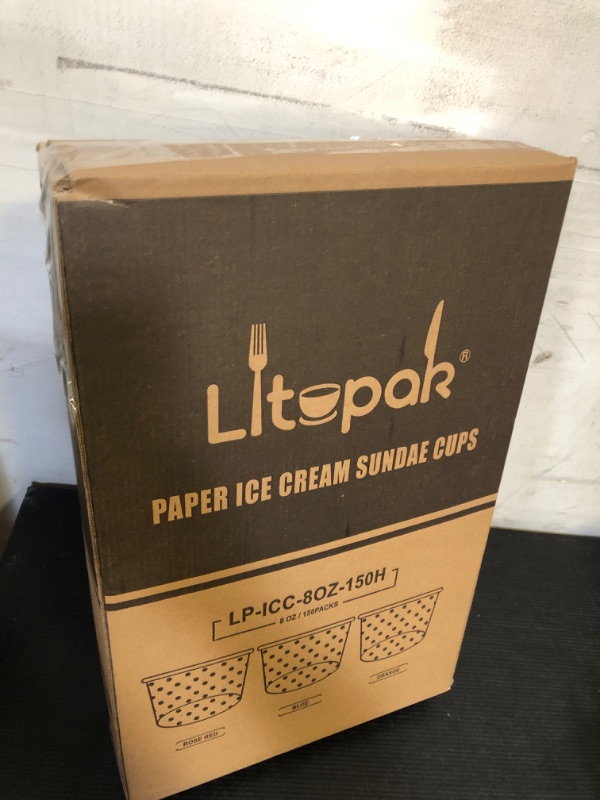 Litopak®
PAPER ICE CREAM SUNDAE CUPS
LP-ICC-8OZ-150H
8 OZ / 150PACKS
ROSE RED
BLUE
ORANGE